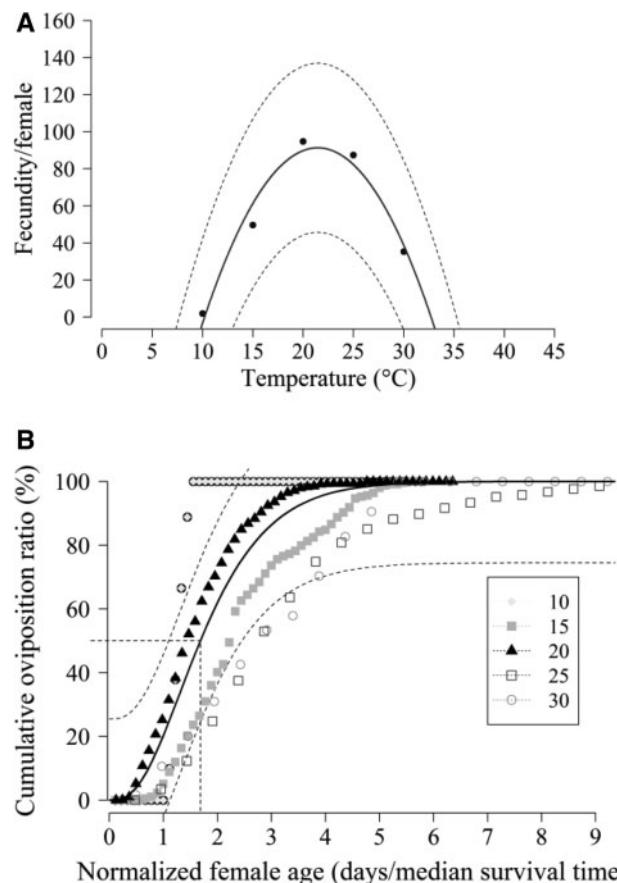 A
160
140
120
100
80
60
40
20
0
Fecundity/female
0 5 10 15 20 25 30 35 40 45
Temperature (°C)
B
100
80
60
40
20
0
Cumulative oviposition ratio (%)
10
15
20
25
30
0 1 2 3 4 5 6 7 8 9
Normalized female age (days/median survival time